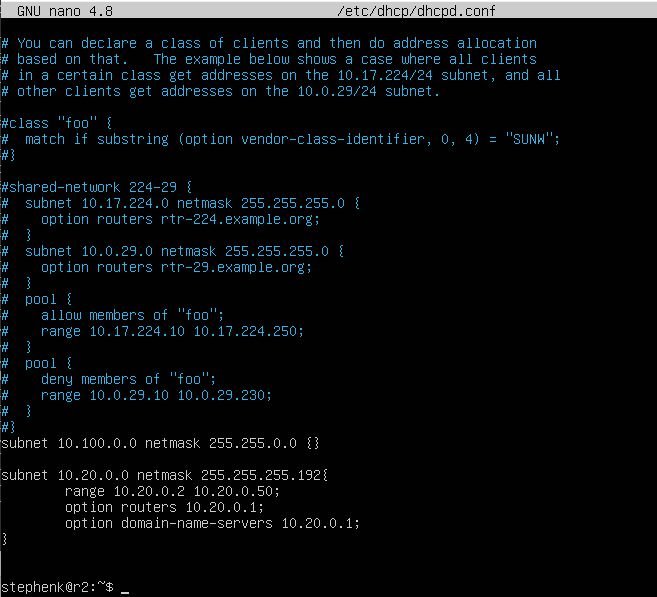 GNU nano 4.8 /etc/dhcp/dhcpd.conf
# You can declare a class of clients and then do address allocation
# based on that.   The example below shows a case where all clients
# in a certain class get addresses on the 10.17.224/24 subnet, and all
# other clients get addresses on the 10.0.29/24 subnet.
#class "foo" {
#  match if substring (option vendor-class-identifier, 0, 4) = "SUNW";
#}
#shared-network 224-29 {
#  subnet 10.17.224.0 netmask 255.255.255.0 {
#    option routers rtr-224.example.org;
#  }
#  subnet 10.0.29.0 netmask 255.255.255.0 {
#    option routers rtr-29.example.org;
#  }
#  pool {
#    allow members of "foo";
#    range 10.17.224.10 10.17.224.250;
#  }
#  pool {
#    deny members of "foo";
#    range 10.0.29.10 10.0.29.230;
#  }
#}
subnet 10.100.0.0 netmask 255.255.0.0 {}
subnet 10.20.0.0 netmask 255.255.255.192{
        range 10.20.0.2 10.20.0.50;
        option routers 10.20.0.1;
        option domain-name-servers 10.20.0.1;
}
stephenk@r2:~$ _